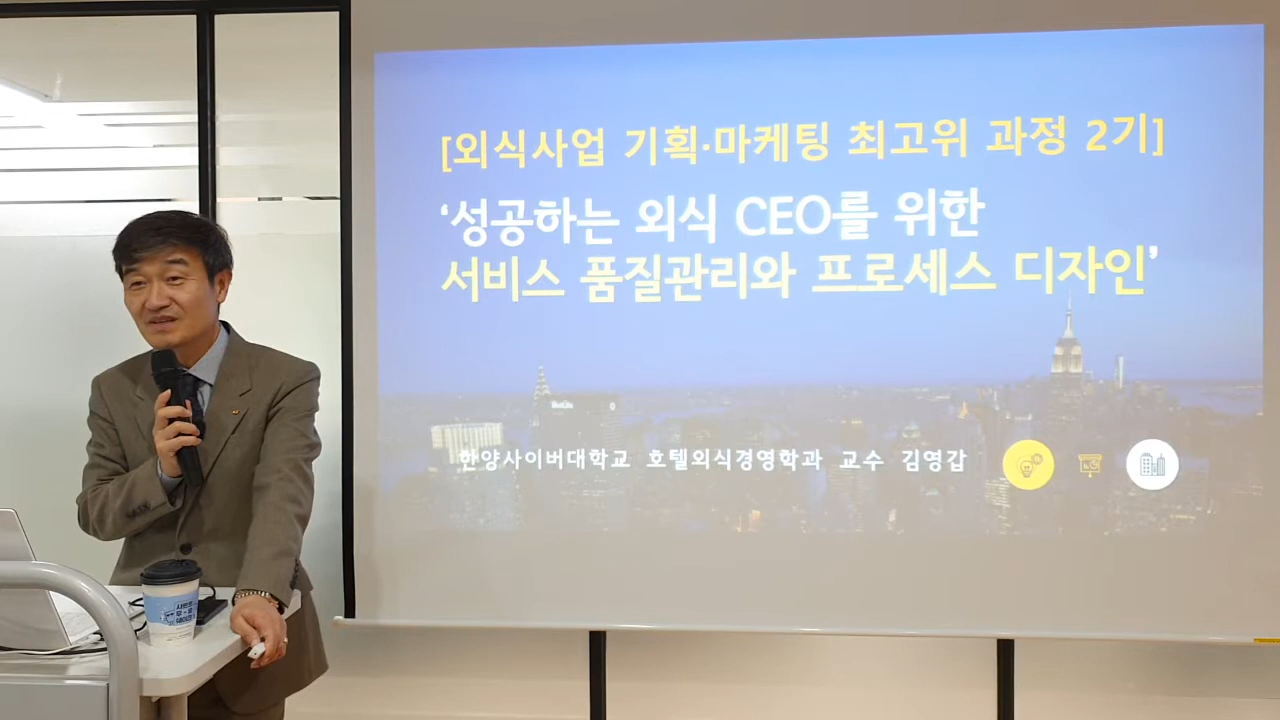 [외식사업 기획·마케팅 최고위 과정 2기]
‘성공하는 외식 CEO를 위한
서비스 품질관리와 프로세스 디자인’
한양사이버대학교 호텔외식경영학과 교수 김영갑